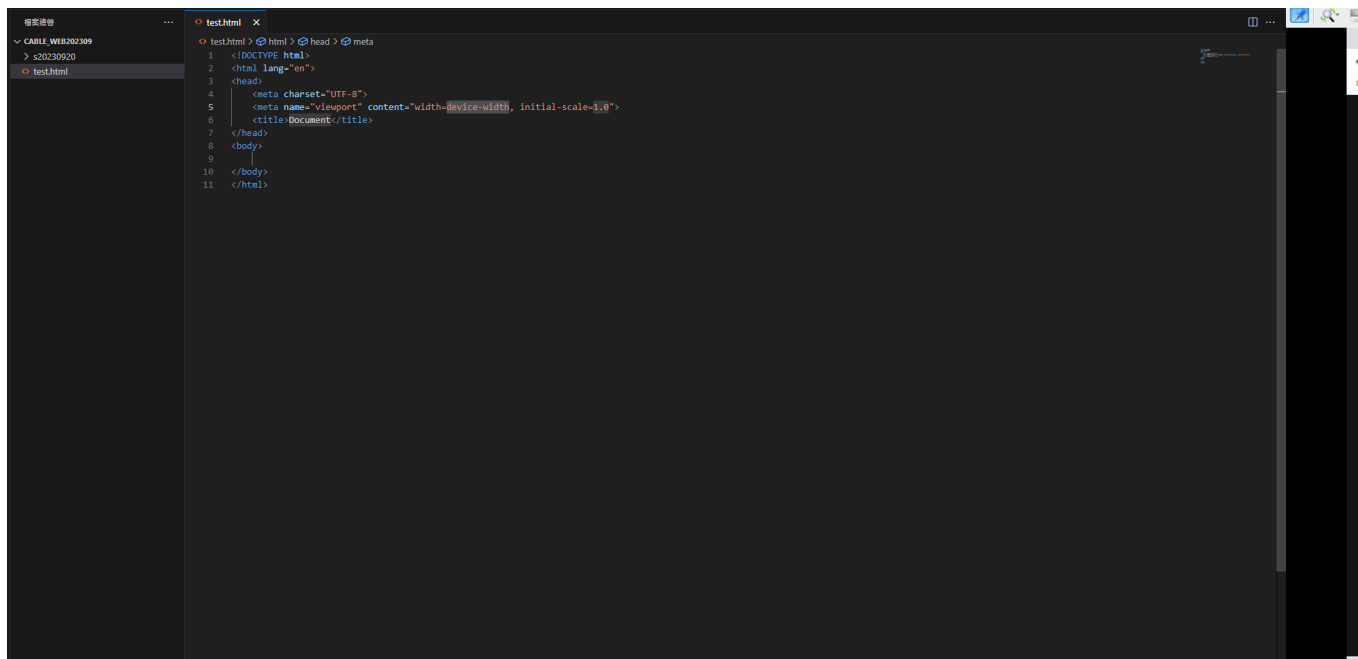 檔案總管 ···
CABLE_WEB202309
s20230920
test.html
test.html ×
test.html > html > head > meta
1 <!DOCTYPE html>
2 <html lang="en">
3 <head>
4 <meta charset="UTF-8">
5 <meta name="viewport" content="width=device-width, initial-scale=1.0">
6 <title>Document</title>
7 </head>
8 <body>
9
10 </body>
11 </html>